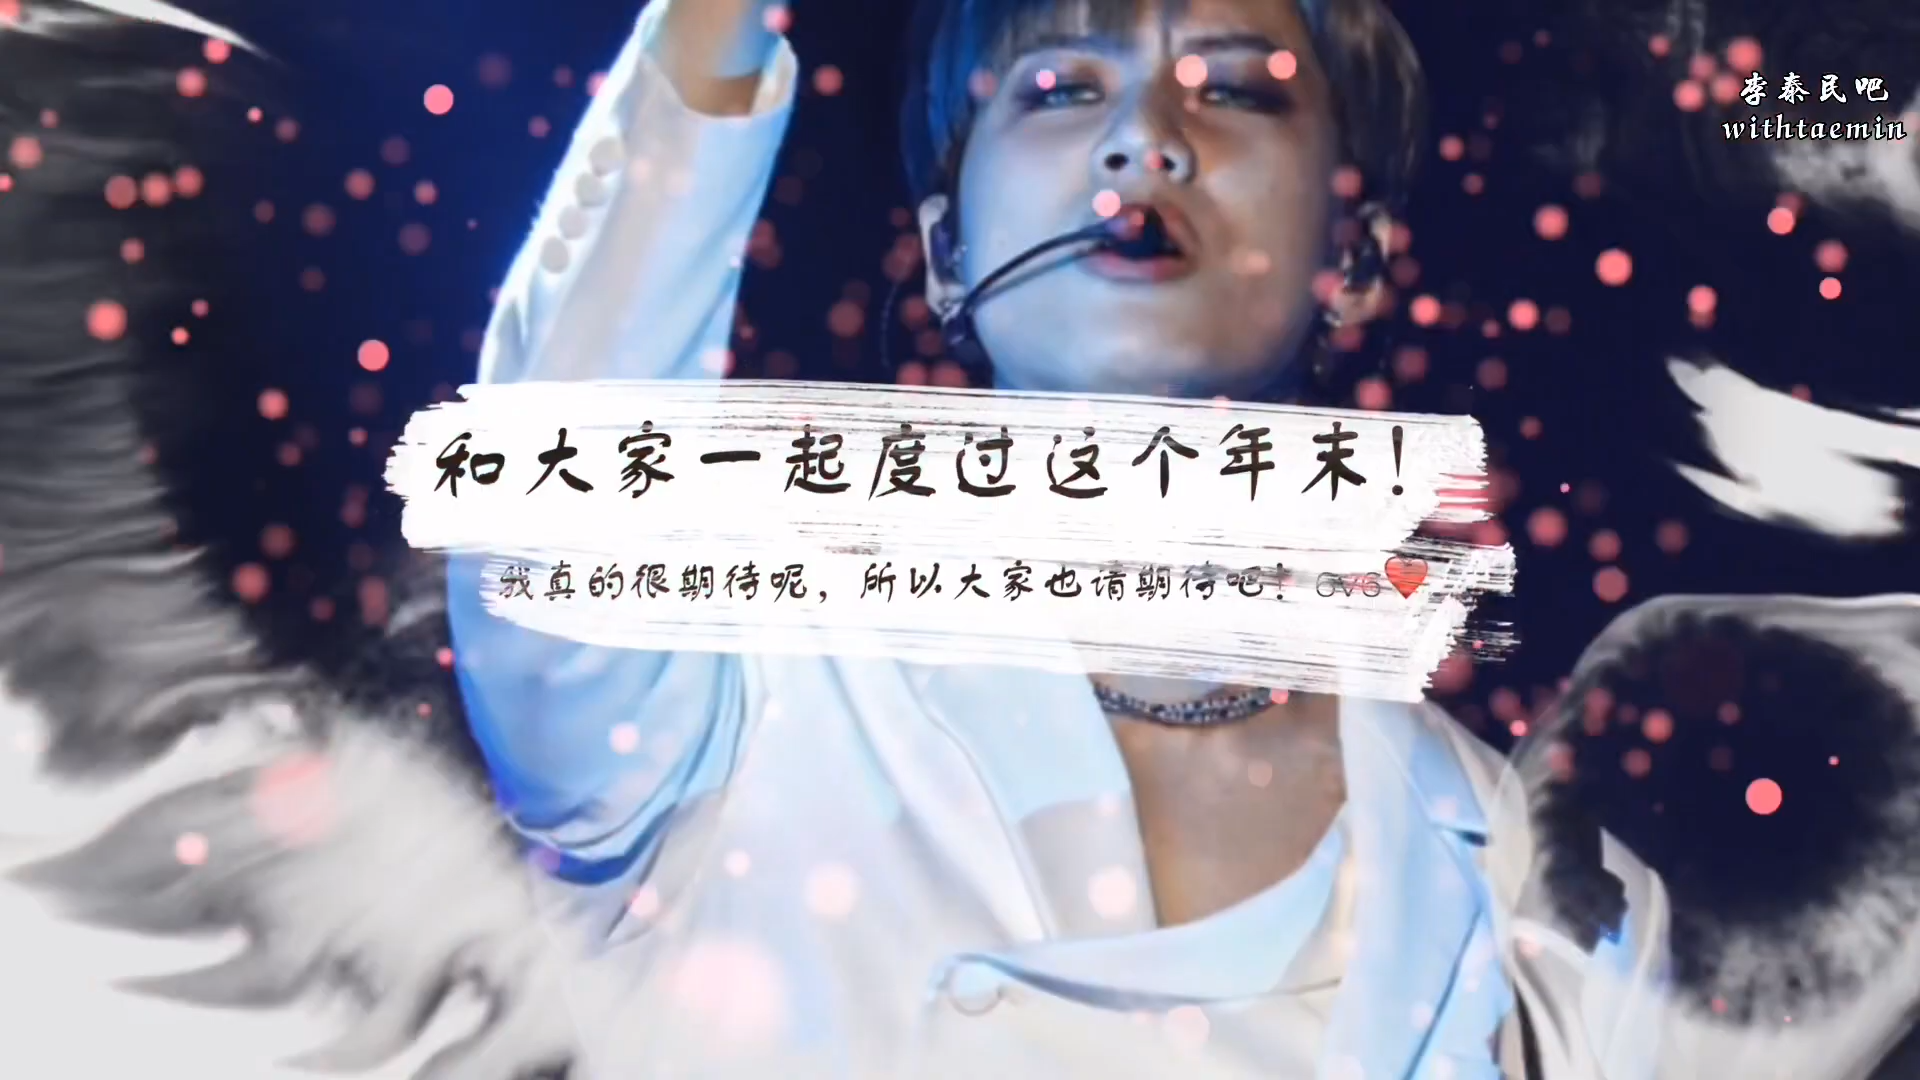 李泰民吧
withtaemin
和大家一起度过这个年末！
我真的很期待呢，所以大家也请期待吧！6v6❤